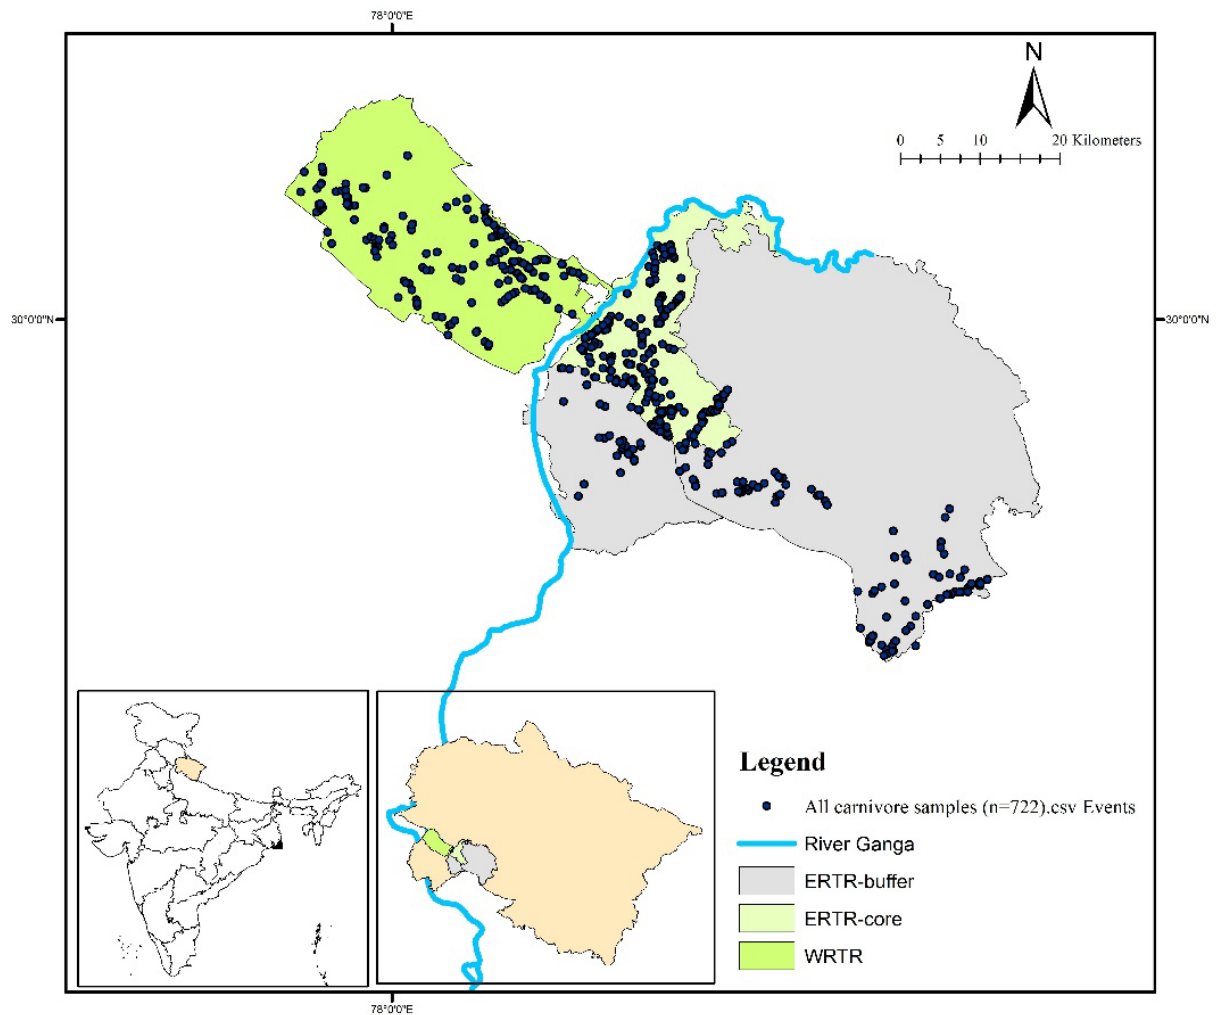 78°0'0"E
N
0 5 10 20 Kilometers
30°0'0"N
30°0'0"N
Legend
All carnivore samples (n=722).csv Events
River Ganga
ERTR-buffer
ERTR-core
WRTR
78°0'0"E